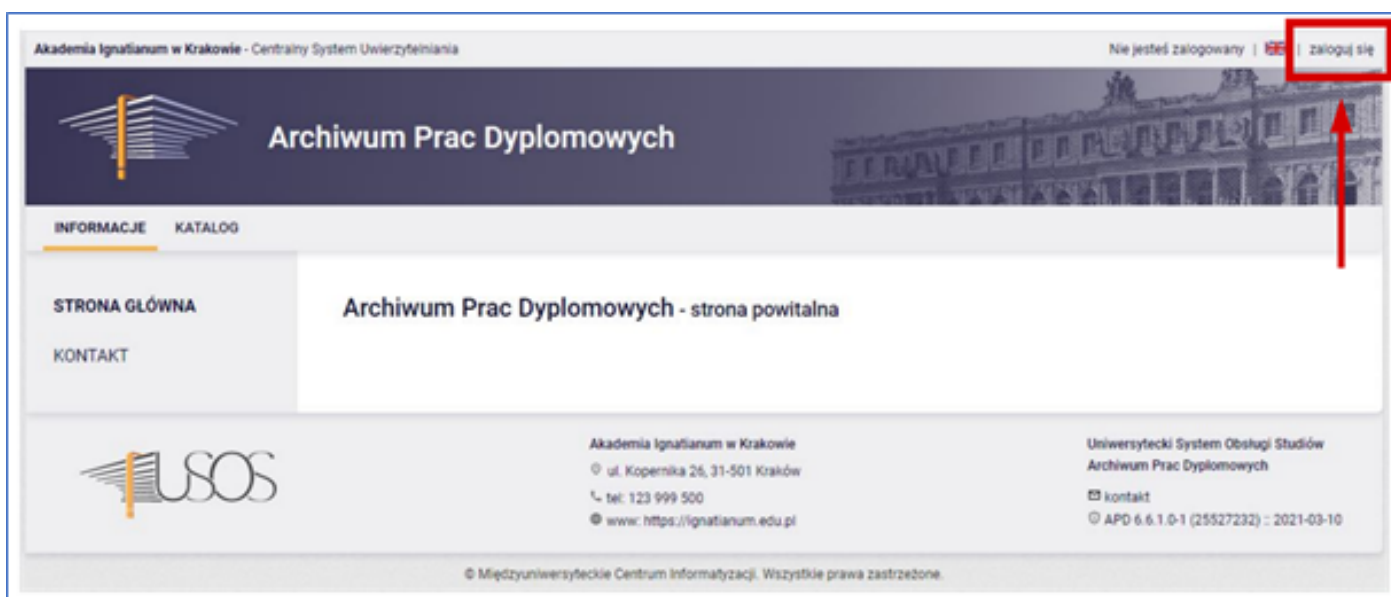 Akademia Ignatianum w Krakowie - Centralny System Uwierzytelniania
Nie jesteś zalogowany | | zaloguj się
Archiwum Prac Dyplomowych
INFORMACJE KATALOG
STRONA GŁÓWNA
KONTAKT
Archiwum Prac Dyplomowych - strona powitalna
USOS
Akademia Ignatianum w Krakowie
ul. Kopernika 26, 31-501 Kraków
tel: 123 999 500
www: https://ignatianum.edu.pl
Uniwersytecki System Obsługi Studiów
Archiwum Prac Dyplomowych
kontakt
APD 6.6.1.0-1 (25527232) :: 2021-03-10
© Międzyuniwersyteckie Centrum Informatyzacji. Wszystkie prawa zastrzeżone.